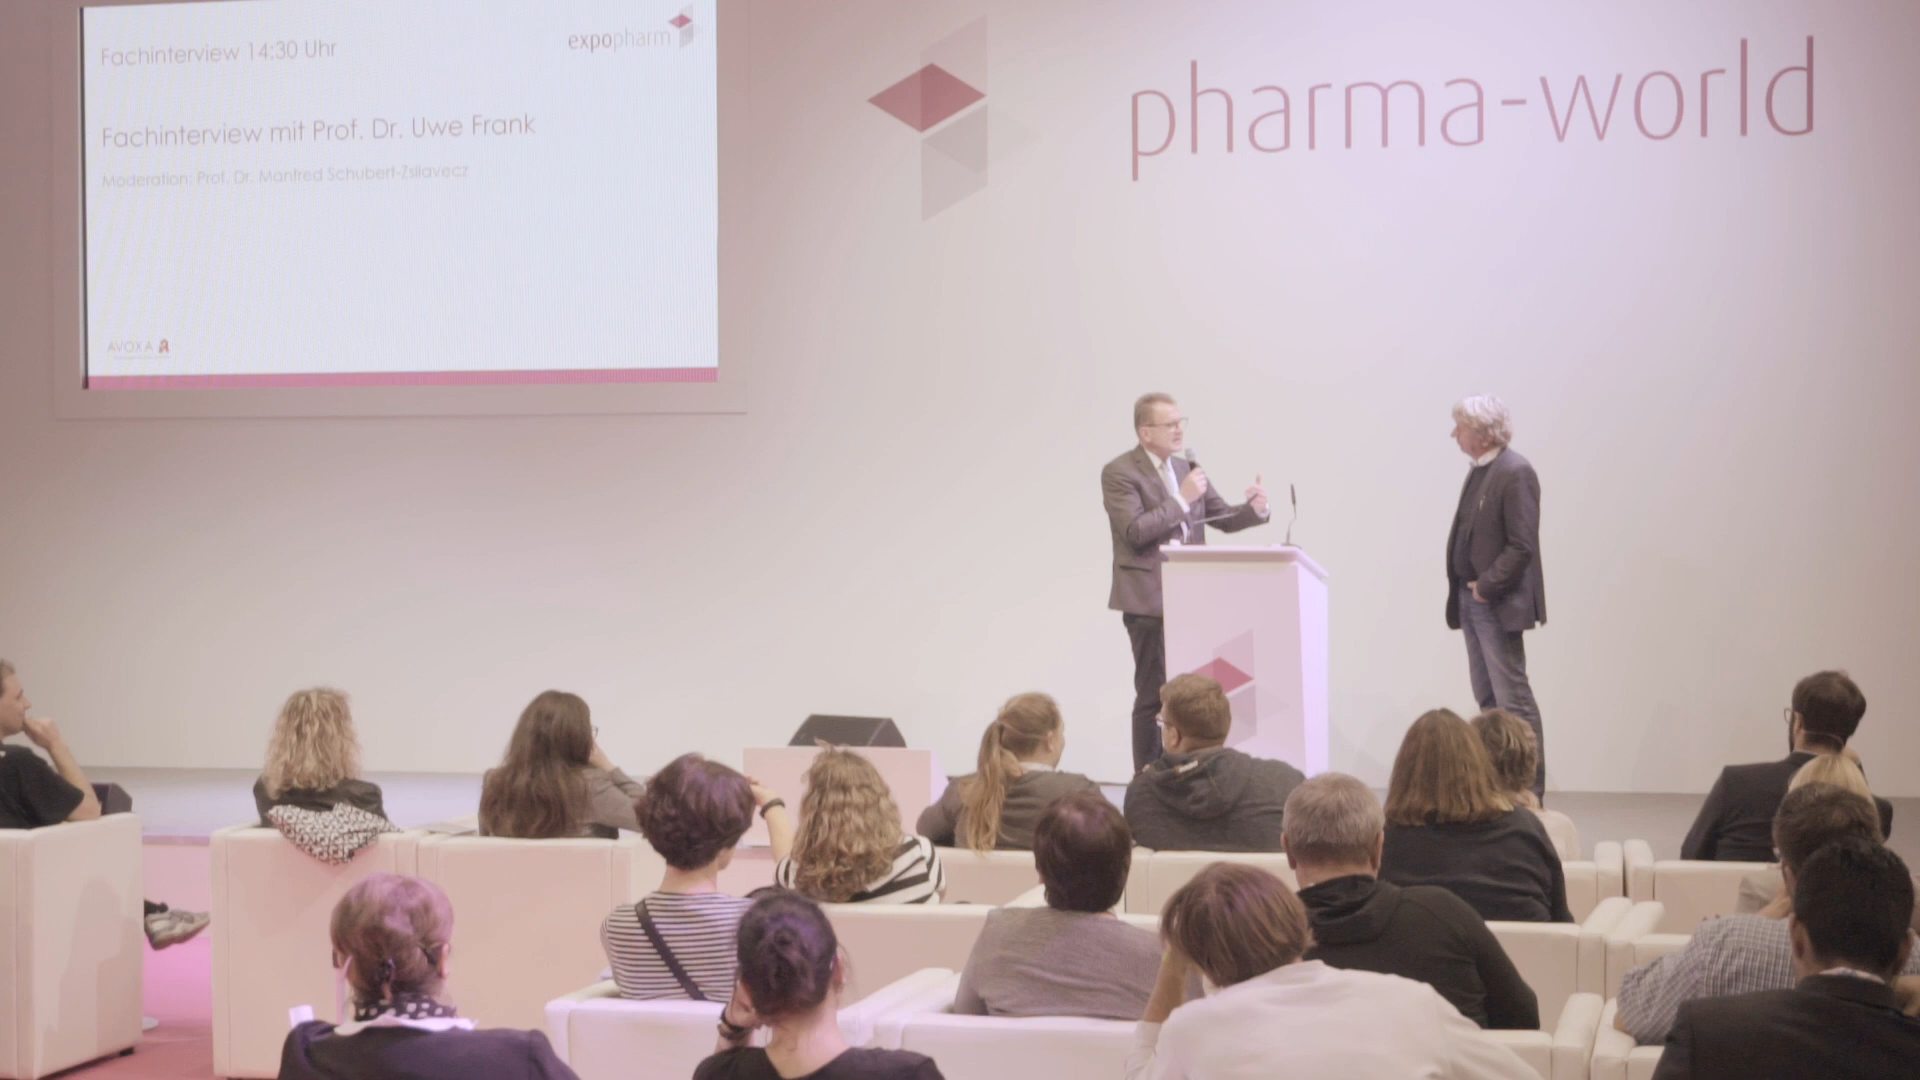 Fachinterview 14:30 Uhr
expopharm
Fachinterview mit Prof. Dr. Uwe Frank
Moderation: Prof. Dr. Manfred Schubert-Zsilavecz
AVOXA
pharma-world